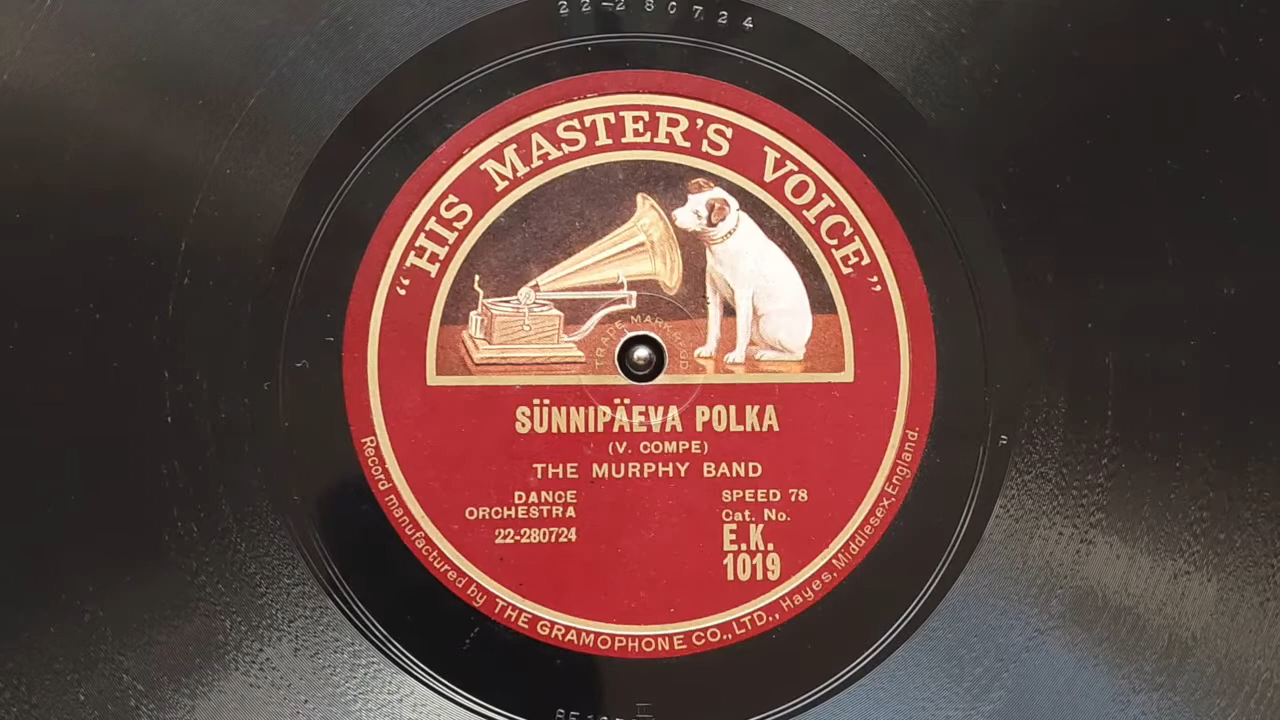 22-280724
"HIS MASTER'S VOICE"
TRADE MARK REGD
SÜNNIPÄEVA POLKA
(V. COMPE)
THE MURPHY BAND
DANCE
ORCHESTRA
22-280724
SPEED 78
Cat. No.
E.K.
1019
Record manufactured by THE GRAMOPHONE CO., LTD., Hayes, Middlesex, England.